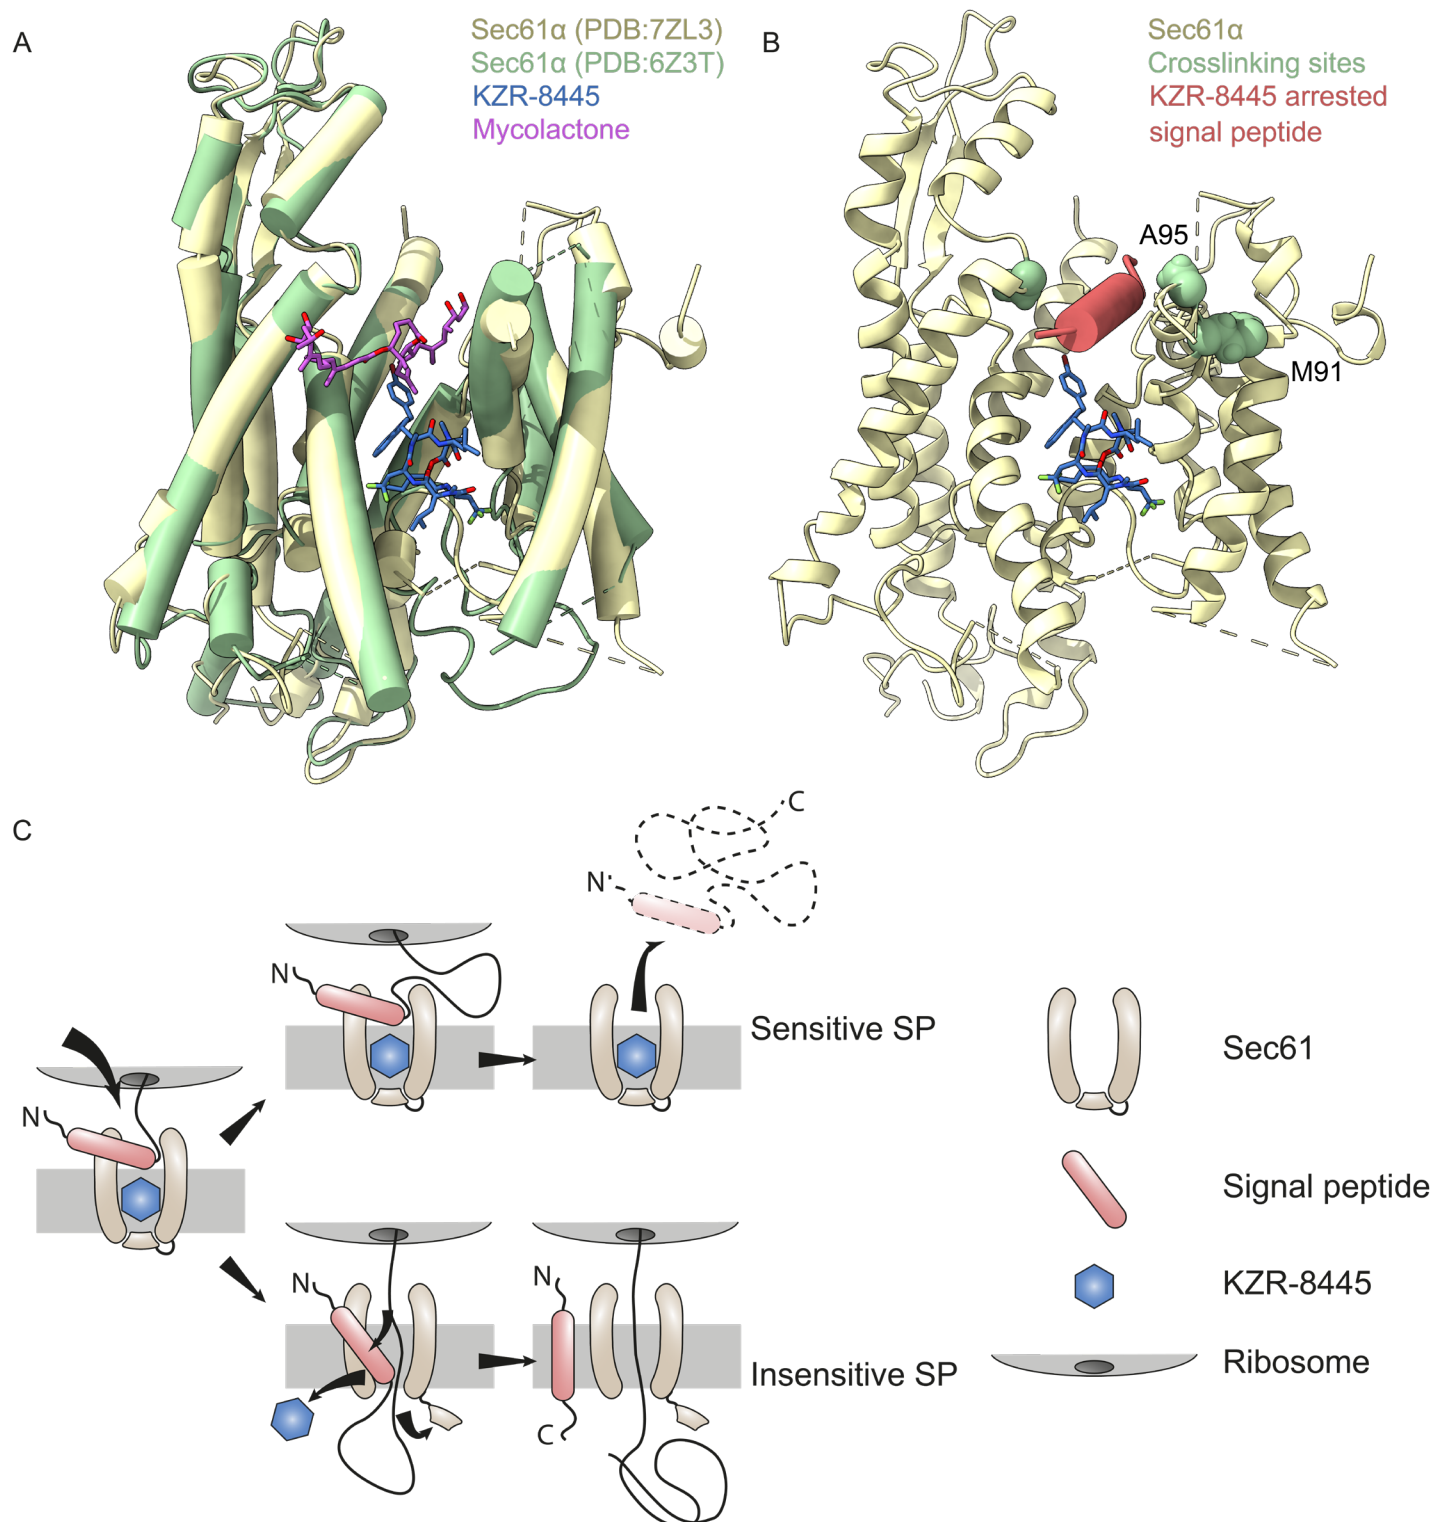 A
Sec61α (PDB:7ZL3)
Sec61α (PDB:6Z3T)
KZR-8445
Mycolactone
B
Sec61α
Crosslinking sites
KZR-8445 arrested
signal peptide
A95
M91
C
C
N
N
Sensitive SP
N
N
N
C
Insensitive SP
Sec61
Signal peptide
KZR-8445
Ribosome